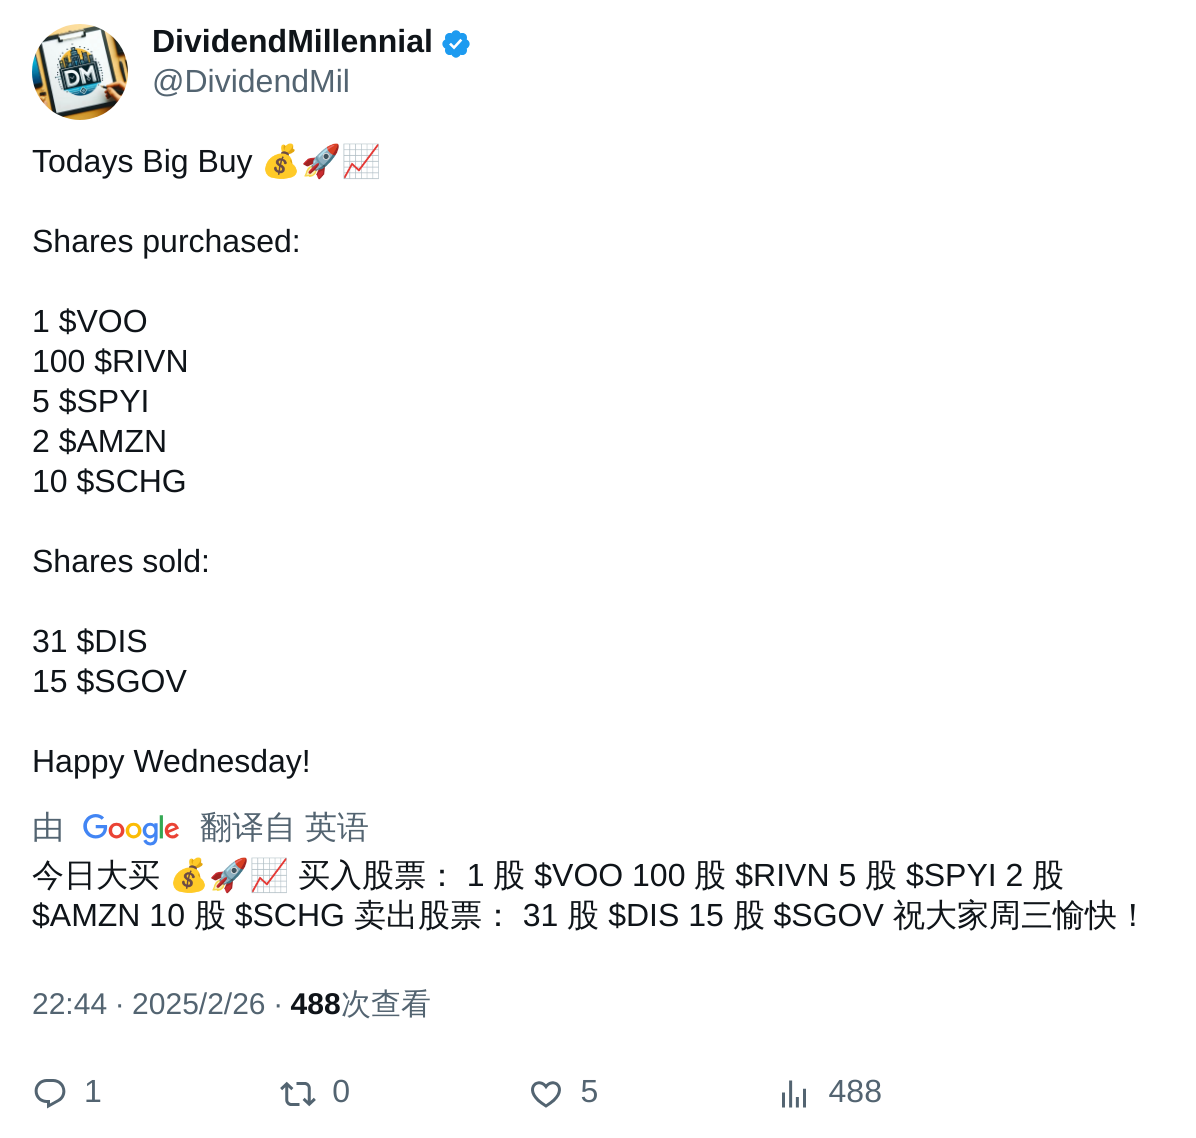 DividendMillennial
@DividendMil
Todays Big Buy 💰🚀📈
Shares purchased:
1 $VOO
100 $RIVN
5 $SPYI
2 $AMZN
10 $SCHG
Shares sold:
31 $DIS
15 $SGOV
Happy Wednesday!
由 Google 翻译自 英语
今日大买 💰🚀📈 买入股票： 1 股 $VOO 100 股 $RIVN 5 股 $SPYI 2 股
$AMZN 10 股 $SCHG 卖出股票： 31 股 $DIS 15 股 $SGOV 祝大家周三愉快！
22:44 · 2025/2/26 · 488次查看
1 0 5 488
DM